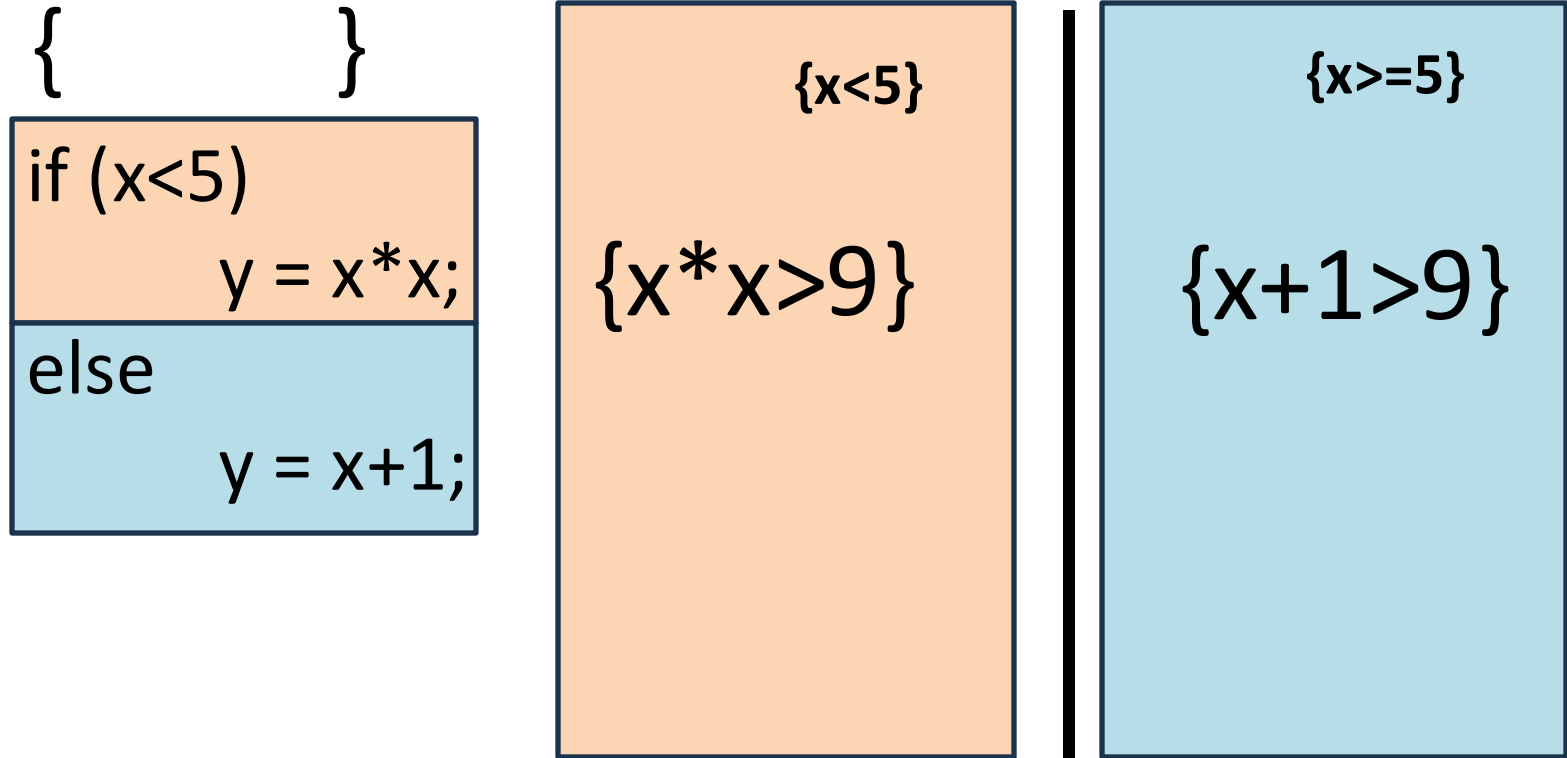 { }
if (x<5)
y = x*x;
else
y = x+1;
{x<5}
{x*x>9}
{x>=5}
{x+1>9}